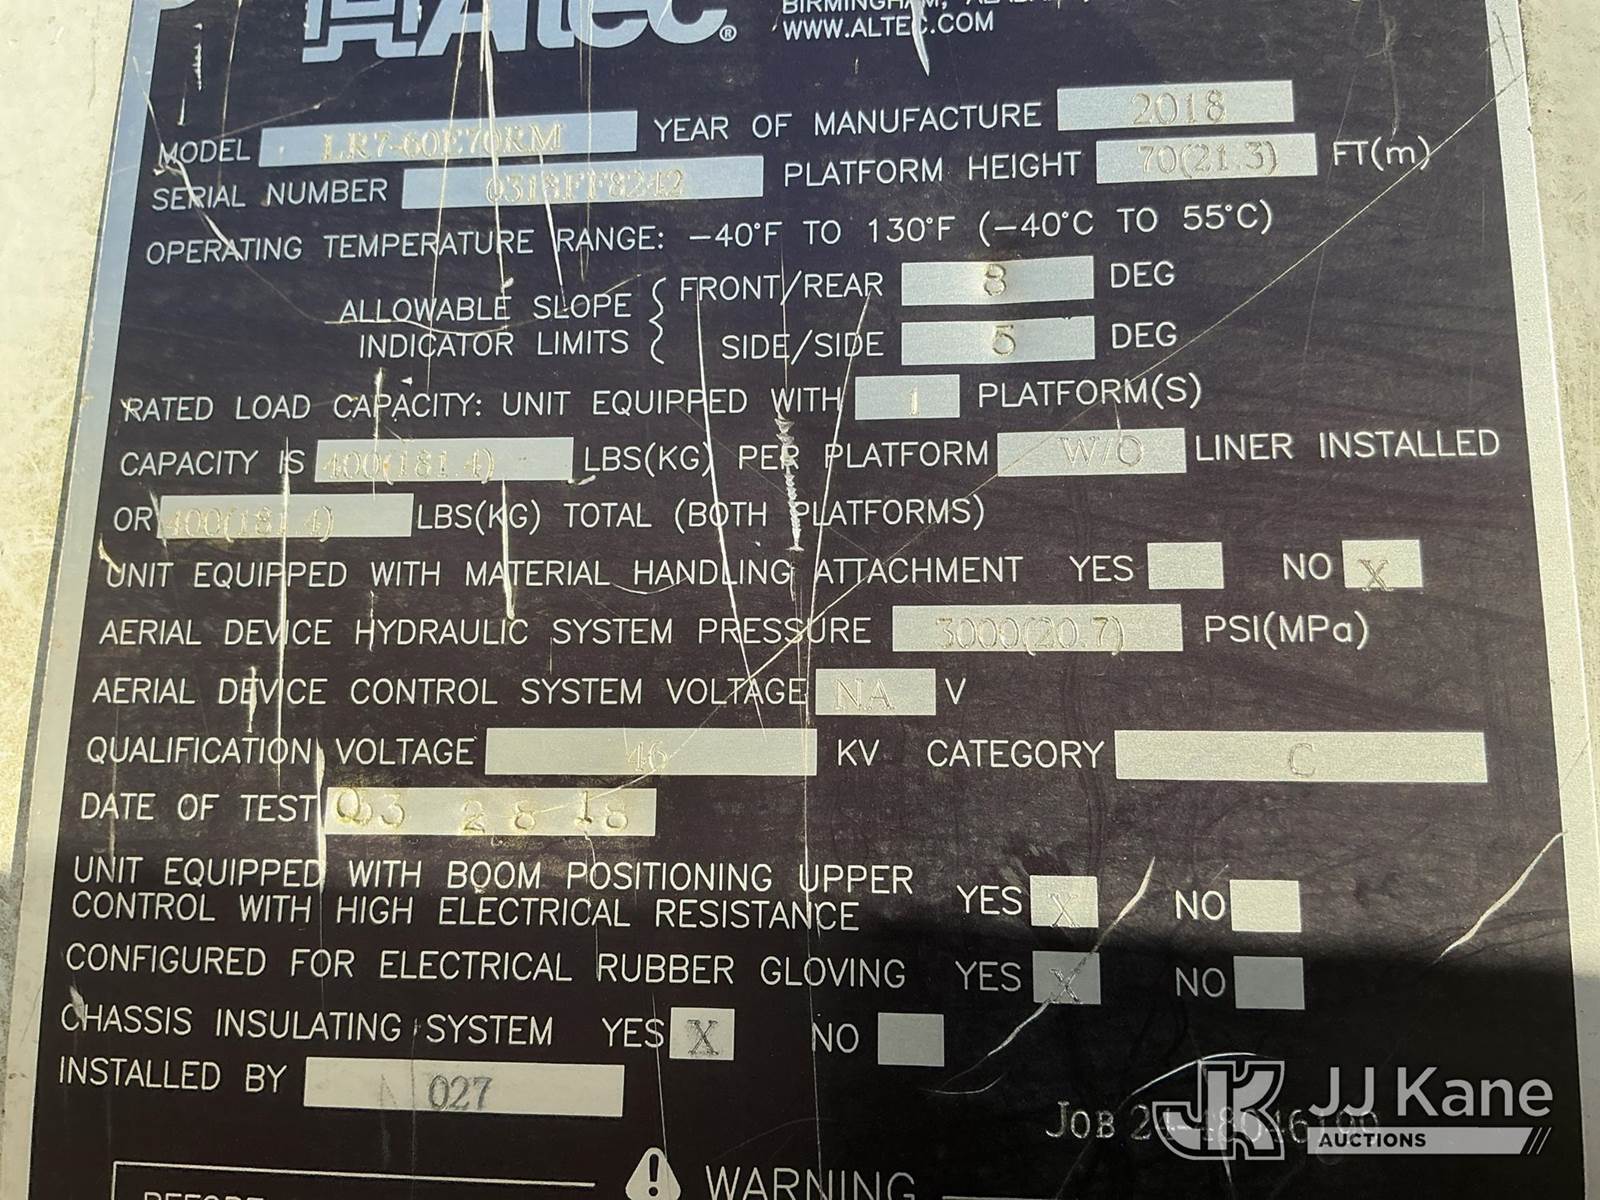 Altec®
WWW.ALTEC.COM
MODEL LR7-60E70RM YEAR OF MANUFACTURE 2018
SERIAL NUMBER 0318FF8242 PLATFORM HEIGHT 70(21.3) FT(m)
OPERATING TEMPERATURE RANGE: -40°F TO 130°F (-40°C TO 55°C)
ALLOWABLE SLOPE INDICATOR LIMITS { FRONT/REAR 8 DEG
SIDE/SIDE 5 DEG
RATED LOAD CAPACITY: UNIT EQUIPPED WITH 1 PLATFORM(S)
CAPACITY IS 400(181.4) LBS(KG) PER PLATFORM W/O LINER INSTALLED
OR 400(181.4) LBS(KG) TOTAL (BOTH PLATFORMS)
UNIT EQUIPPED WITH MATERIAL HANDLING ATTACHMENT YES NO X
AERIAL DEVICE HYDRAULIC SYSTEM PRESSURE 3000(20.7) PSI(MPa)
AERIAL DEVICE CONTROL SYSTEM VOLTAGE NA V
QUALIFICATION VOLTAGE 46 KV CATEGORY C
DATE OF TEST 03 28 18
UNIT EQUIPPED WITH BOOM POSITIONING UPPER
CONTROL WITH HIGH ELECTRICAL RESISTANCE YES X NO
CONFIGURED FOR ELECTRICAL RUBBER GLOVING YES X NO
CHASSIS INSULATING SYSTEM YES X NO
INSTALLED BY 027
JOB
JK JJ Kane
AUCTIONS
WARNING
BEFORE